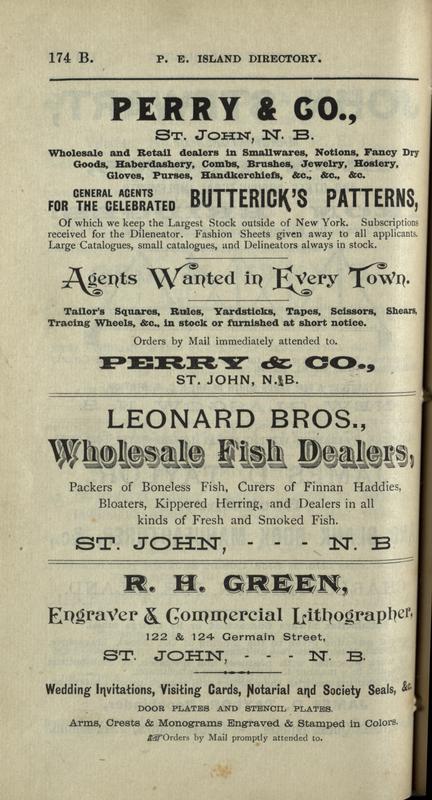 174 B. P. E. ISLAND DIRECTORY.
PERRY & CO.,
ST. JOHN, N. B.
Wholesale and Retail dealers in Smallwares, Notions, Fancy Dry
Goods, Haberdashery, Combs, Brushes, Jewelry, Hosiery,
Gloves, Purses, Handkerchiefs, &c., &c., &c.
GENERAL AGENTS
FOR THE CELEBRATED BUTTERICK'S PATTERNS,
Of which we keep the Largest Stock outside of New York. Subscriptions
received for the Dileneator. Fashion Sheets given away to all applicants.
Large Catalogues, small catalogues, and Delineators always in stock.
Agents Wanted in Every Town.
Tailor's Squares, Rules, Yardsticks, Tapes, Scissors, Shears,
Tracing Wheels, &c., in stock or furnished at short notice.
Orders by Mail immediately attended to.
PERRY & CO.,
ST. JOHN, N. B.
LEONARD BROS.,
Wholesale Fish Dealers,
Packers of Boneless Fish, Curers of Finnan Haddies,
Bloaters, Kippered Herring, and Dealers in all
kinds of Fresh and Smoked Fish.
ST. JOHN, - - - N. B
R. H. GREEN,
Engraver & Commercial Lithographer,
122 & 124 Germain Street,
ST. JOHN, - - - N. B.
Wedding Invitations, Visiting Cards, Notarial and Society Seals, &c.
DOOR PLATES AND STENCIL PLATES.
Arms, Crests & Monograms Engraved & Stamped in Colors.
☞Orders by Mail promptly attended to.